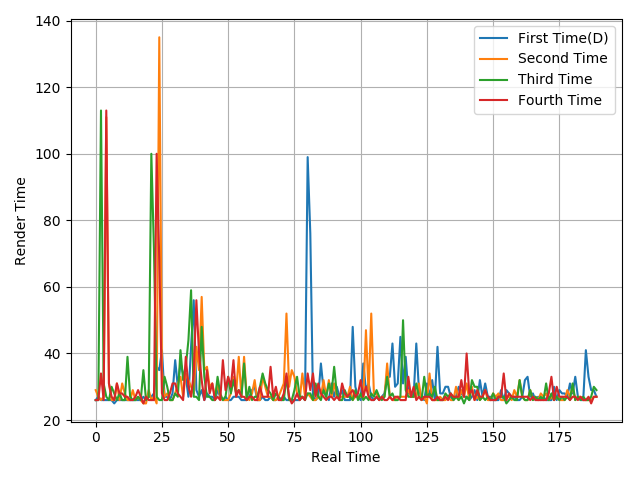 140
120
100
80
60
40
20
0
25
50
75
100
125
150
175
Render Time
Real Time
First Time(D)
Second Time
Third Time
Fourth Time